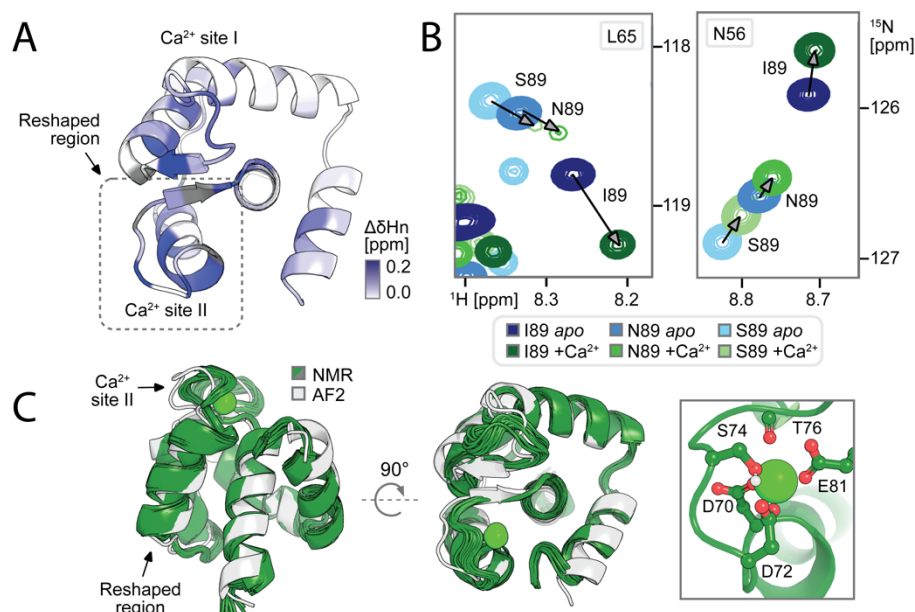 A
Ca²⁺ site I
Reshaped
region
Ca²⁺ site II
ΔδHn
[ppm]
0.2
0.0
B
L65
S89
N89
I89
118
119
¹H [ppm]
8.3
8.2
N56
I89
N89
S89
¹⁵N
[ppm]
126
127
8.8
8.7
I89 apo
N89 apo
S89 apo
I89 +Ca²⁺
N89 +Ca²⁺
S89 +Ca²⁺
C
Ca²⁺
site II
NMR
AF2
Reshaped
region
90°
S74
T76
E81
D70
D72